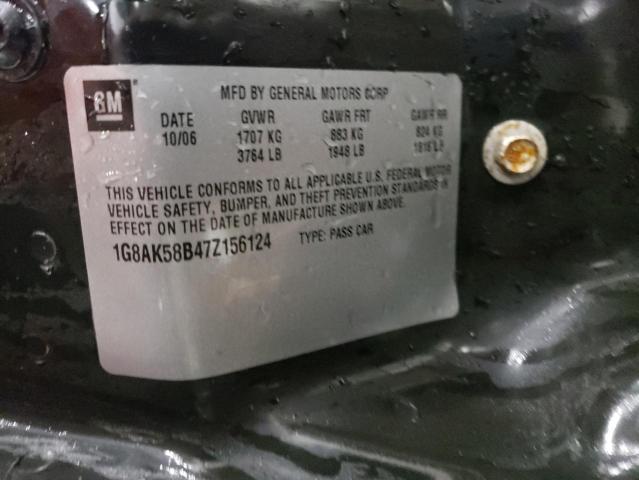 GM
MFD BY GENERAL MOTORS CORP
DATE GVWR GAWR FRT GAWR RR
10/06 1707 KG 883 KG 824 KG
3764 LB 1948 LB 1816 LB
THIS VEHICLE CONFORMS TO ALL APPLICABLE U.S. FEDERAL MOTOR
VEHICLE SAFETY, BUMPER, AND THEFT PREVENTION STANDARDS IN
EFFECT ON THE DATE OF MANUFACTURE SHOWN ABOVE.
1G8AK58B47Z156124 TYPE: PASS CAR